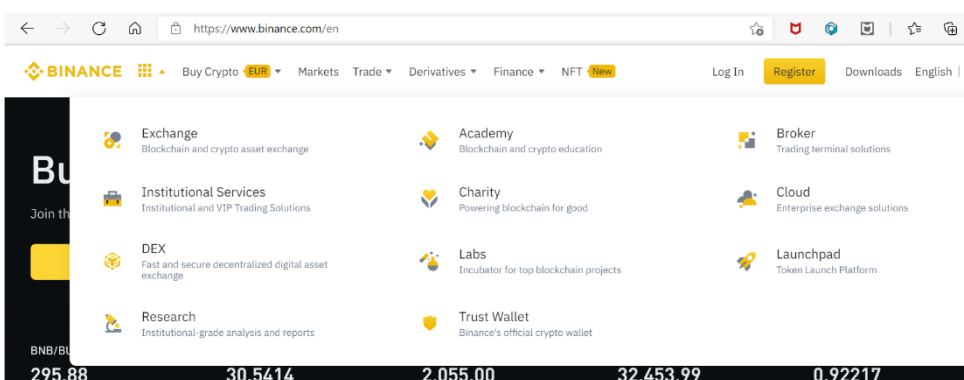 https://www.binance.com/en
BINANCE Buy Crypto EUR Markets Trade Derivatives Finance NFT New Log In Register Downloads English
Exchange
Blockchain and crypto asset exchange
Academy
Blockchain and crypto education
Broker
Trading terminal solutions
Institutional Services
Institutional and VIP Trading Solutions
Charity
Powering blockchain for good
Cloud
Enterprise exchange solutions
DEX
Fast and secure decentralized digital asset
exchange
Labs
Incubator for top blockchain projects
Launchpad
Token Launch Platform
Research
Institutional-grade analysis and reports
Trust Wallet
Binance's official crypto wallet
Bu
Join th
BNB/BU
295.88 30.5414 2,055.00 32,453.99 0.92217